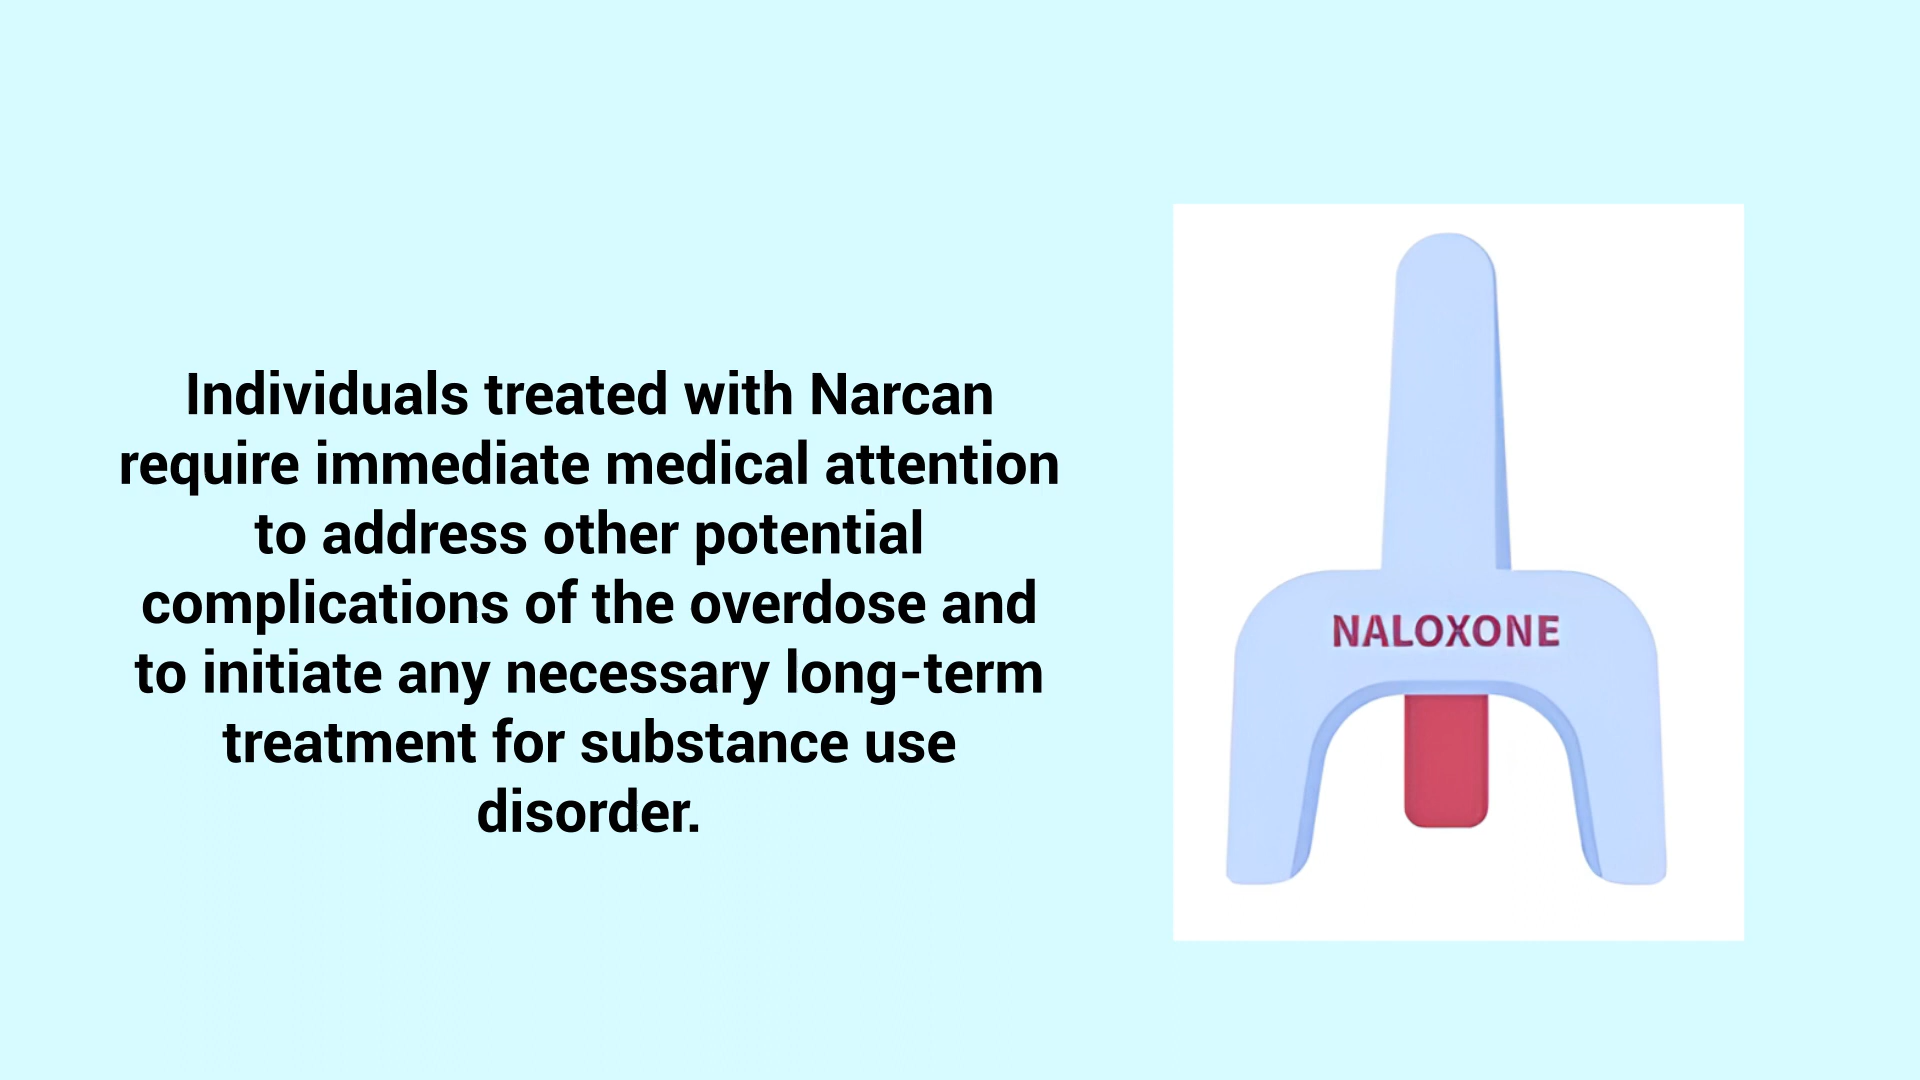 Individuals treated with Narcan
require immediate medical attention
to address other potential
complications of the overdose and
to initiate any necessary long-term
treatment for substance use
disorder.
NALOXONE